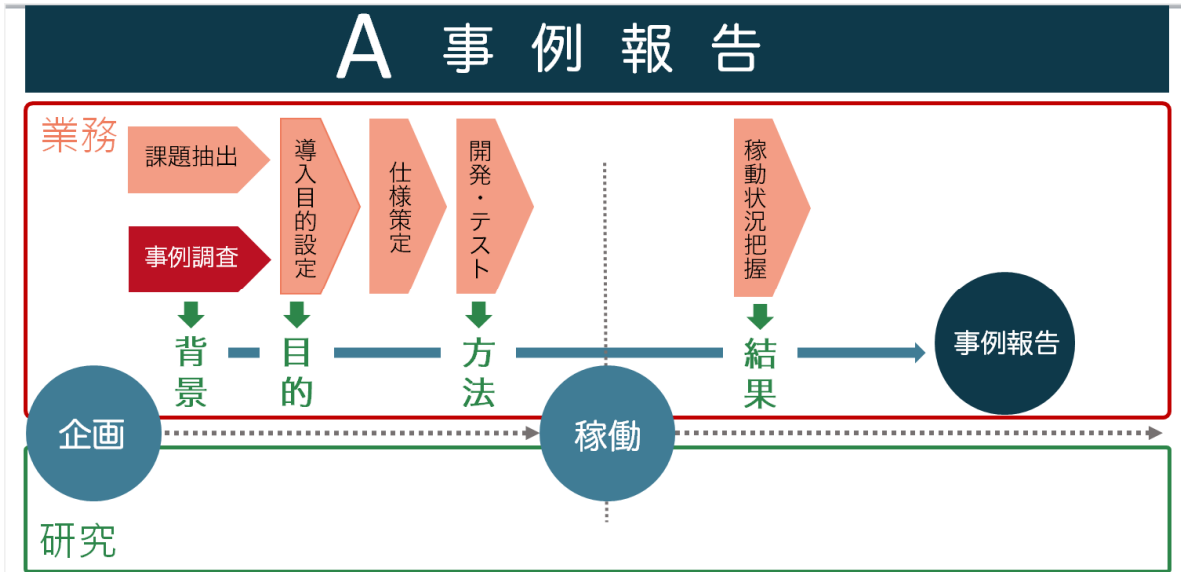 A 事例報告
業務
課題抽出
事例調査
導入目的設定
仕様策定
開発・テスト
稼動状況把握
背景
目的
方法
結果
事例報告
企画
稼働
研究